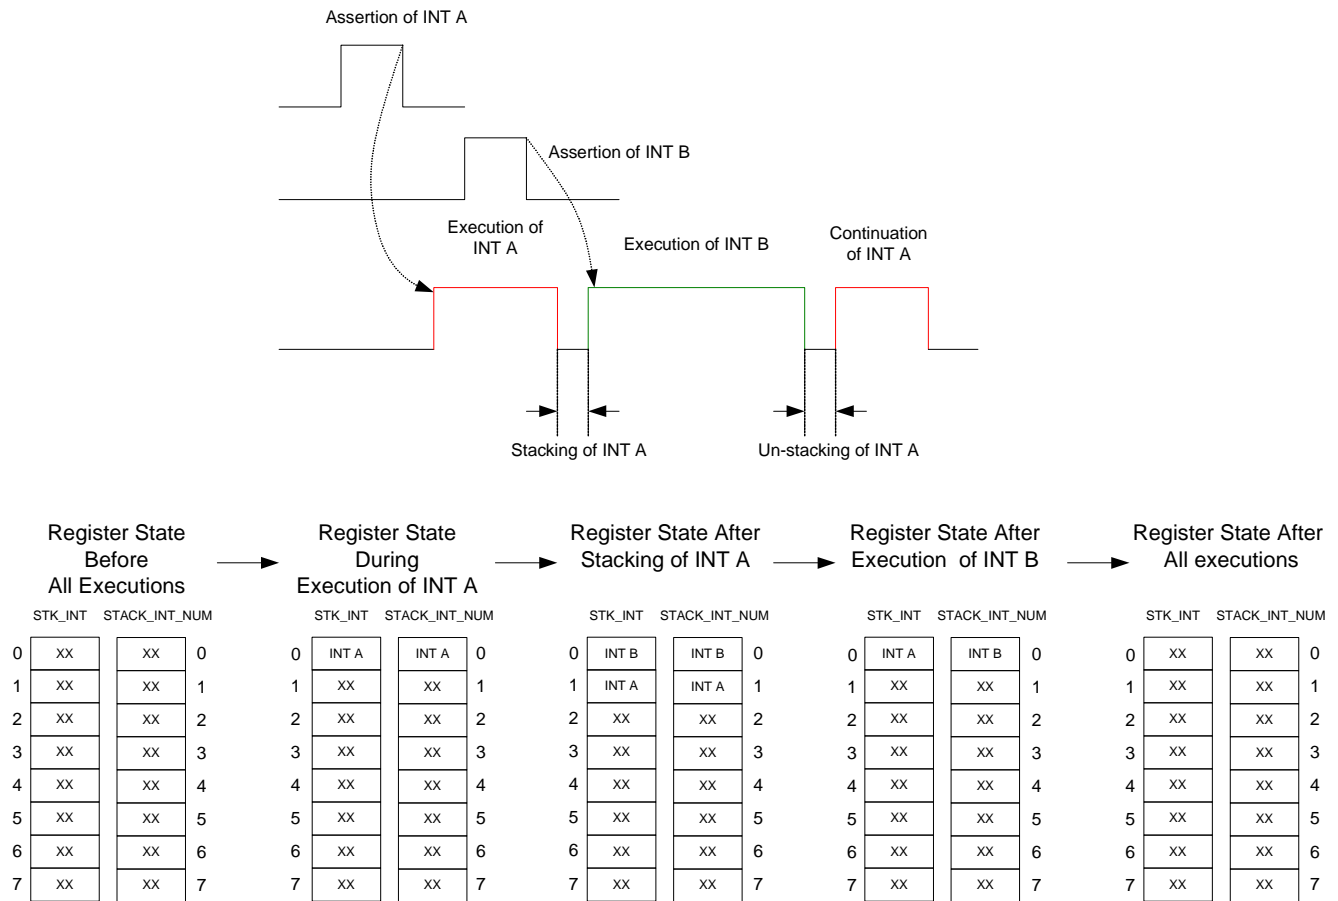 Assertion of INT A
Assertion of INT B
Execution of
INT A
Execution of INT B
Continuation
of INT A
Stacking of INT A
Un-stacking of INT A
Register State
Before
All Executions
Register State
During
Execution of INT A
Register State After
Stacking of INT A
Register State After
Execution of INT B
Register State After
All executions
STK_INT STACK_INT_NUM STK_INT STACK_INT_NUM STK_INT STACK_INT_NUM STK_INT STACK_INT_NUM STK_INT STACK_INT_NUM
0 XX XX 0 0 INT A INT A 0 0 INT B INT B 0 0 INT A INT B 0 0 XX XX 0
1 XX XX 1 1 XX XX 1 1 INT A INT A 1 1 XX XX 1 1 XX XX 1
2 XX XX 2 2 XX XX 2 2 XX XX 2 2 XX XX 2 2 XX XX 2
3 XX XX 3 3 XX XX 3 3 XX XX 3 3 XX XX 3 3 XX XX 3
4 XX XX 4 4 XX XX 4 4 XX XX 4 4 XX XX 4 4 XX XX 4
5 XX XX 5 5 XX XX 5 5 XX XX 5 5 XX XX 5 5 XX XX 5
6 XX XX 6 6 XX XX 6 6 XX XX 6 6 XX XX 6 6 XX XX 6
7 XX XX 7 7 XX XX 7 7 XX XX 7 7 XX XX 7 7 XX XX 7